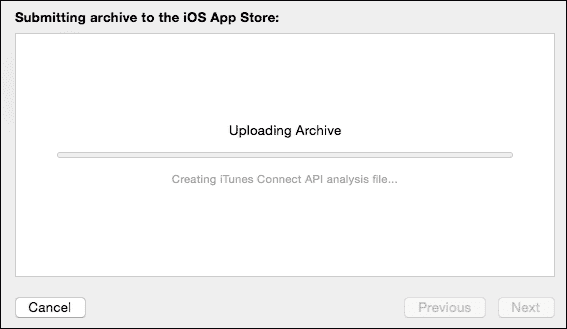 Submitting archive to the iOS App Store:
Uploading Archive
Creating iTunes Connect API analysis file...
Cancel
Previous
Next